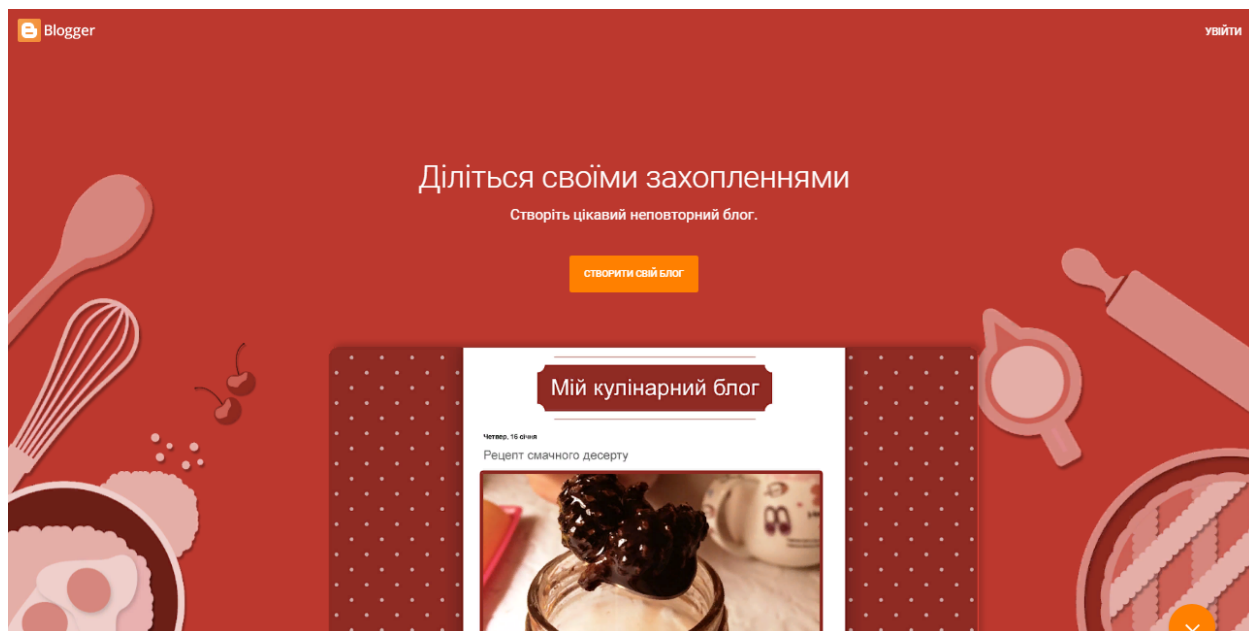 Blogger
УВІЙТИ
Діліться своїми захопленнями
Створіть цікавий неповторний блог.
СТВОРИТИ СВІЙ БЛОГ
Мій кулінарний блог
Четвер, 16 січня
Рецепт смачного десерту